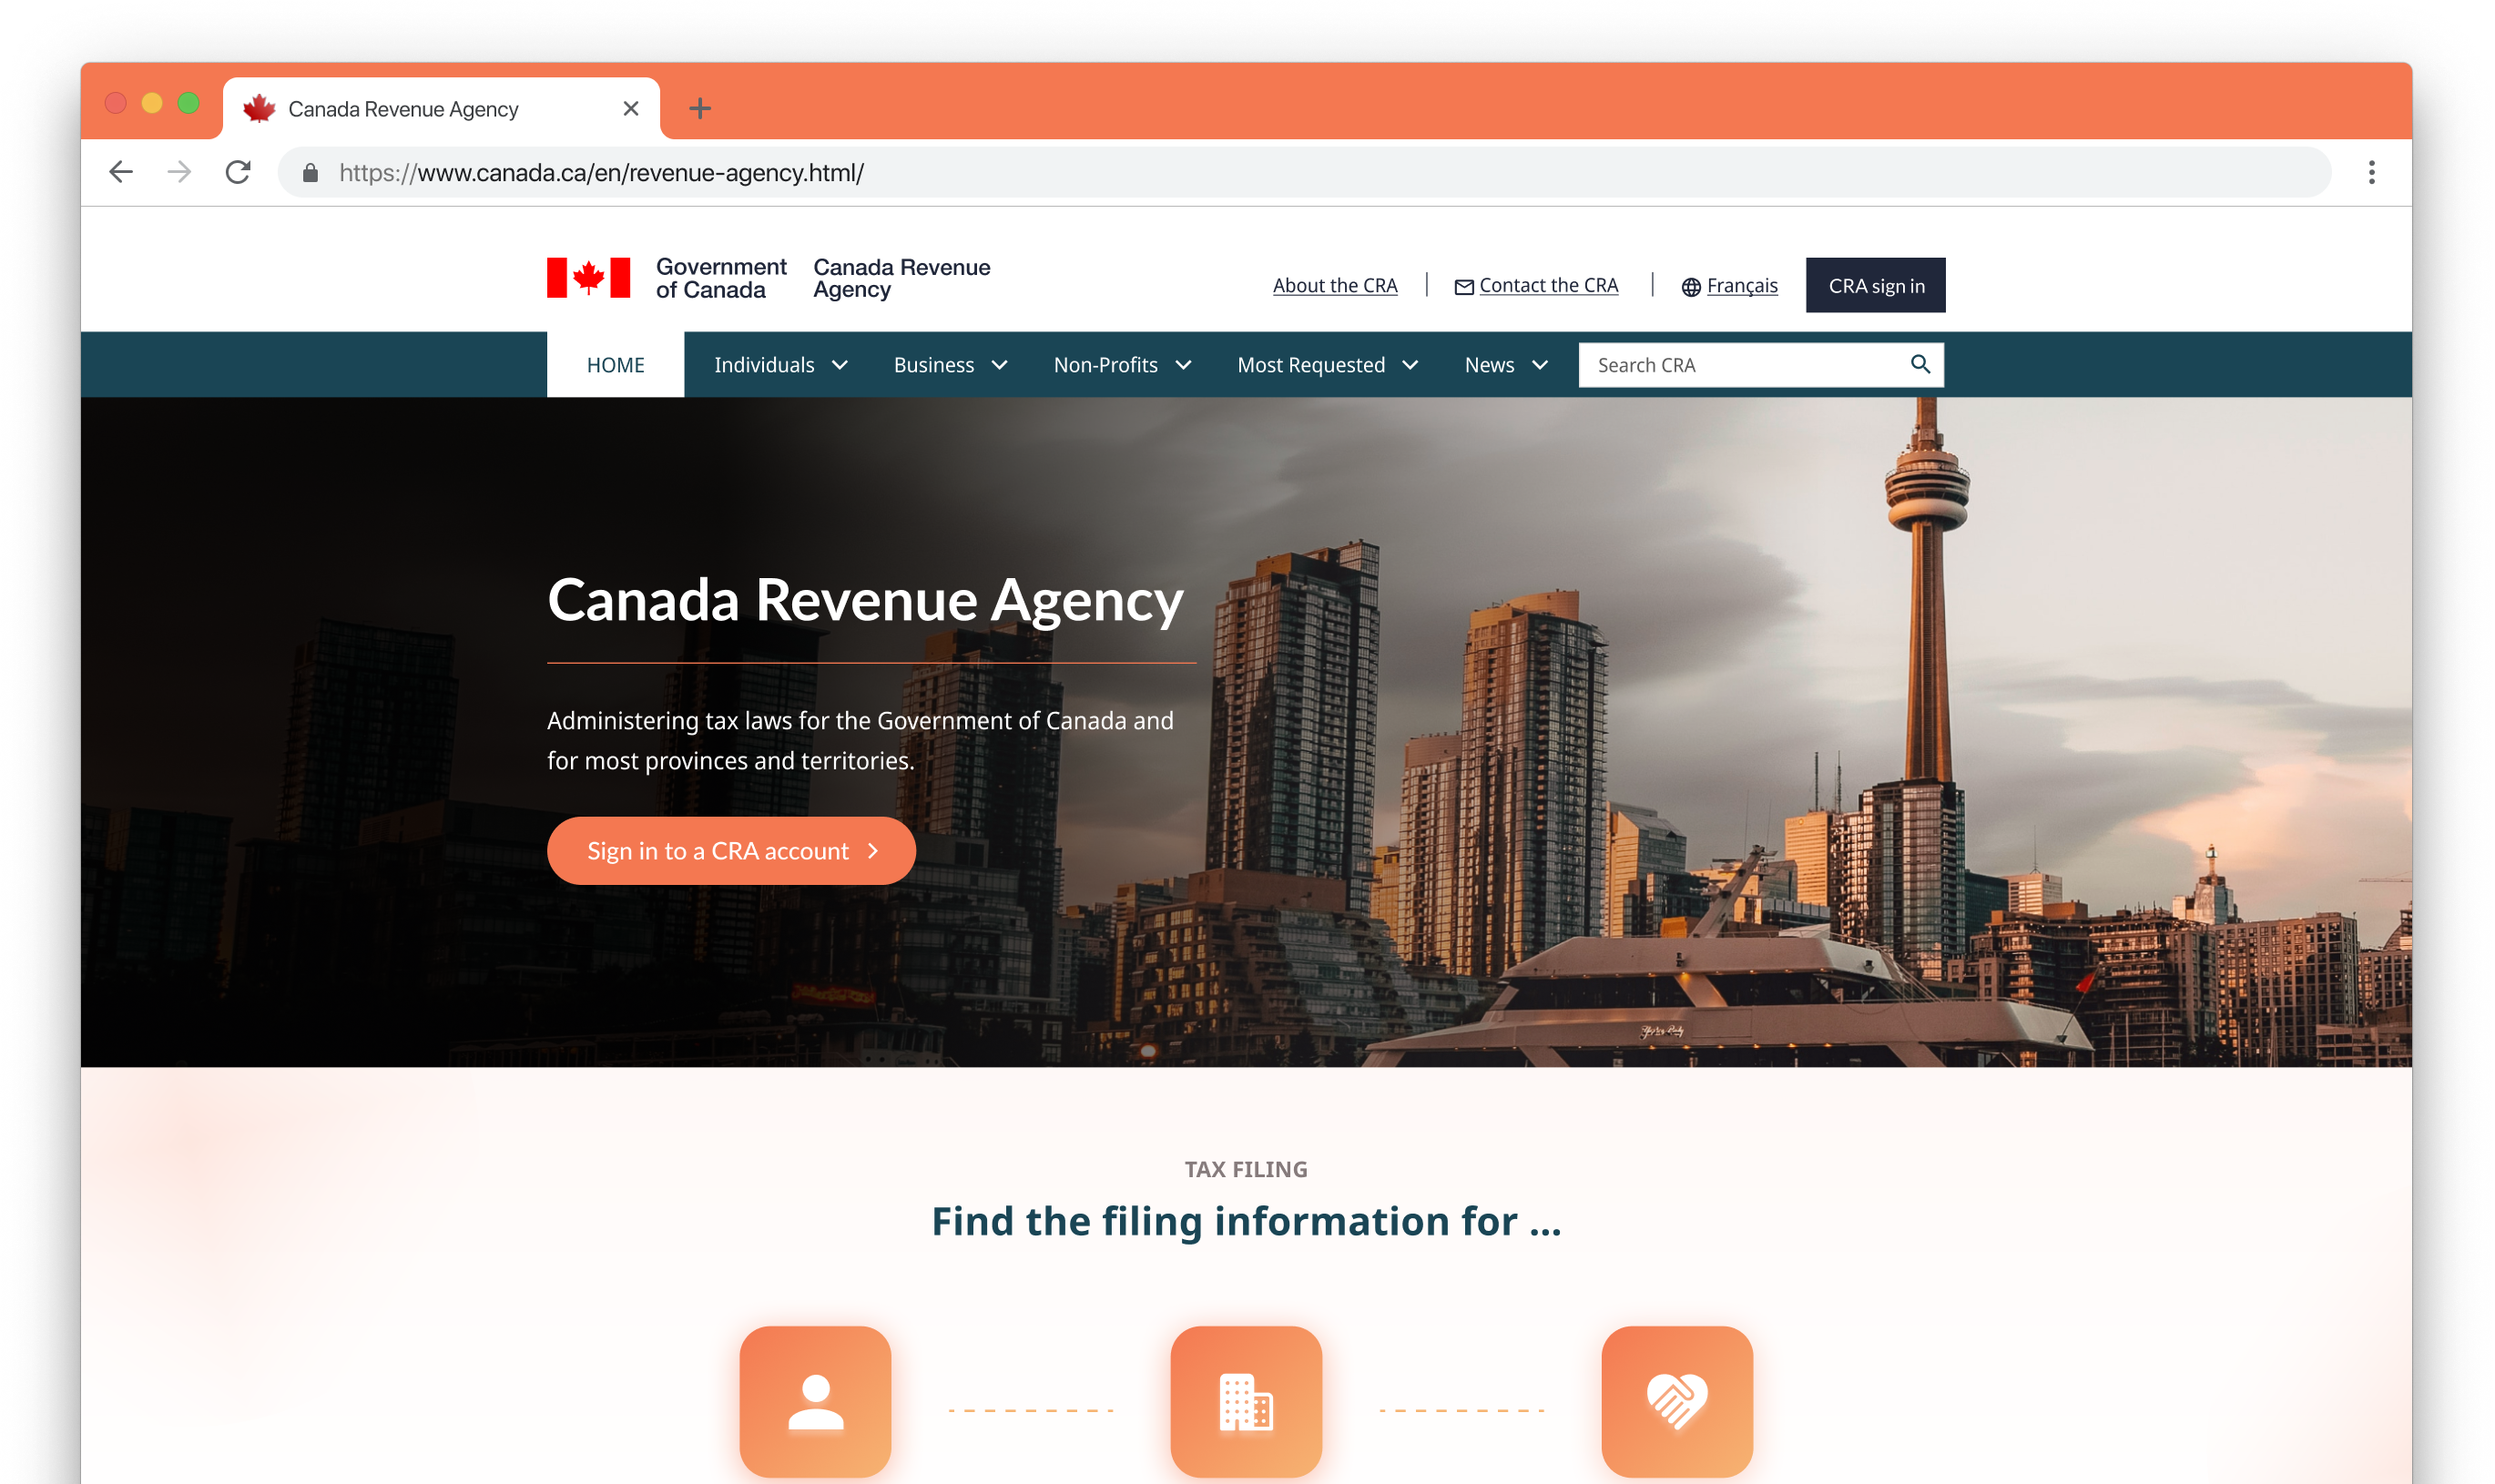 Canada Revenue Agency
https://www.canada.ca/en/revenue-agency.html/
Government
of Canada
Canada Revenue
Agency
About the CRA
Contact the CRA
Français
CRA sign in
HOME
Individuals
Business
Non-Profits
Most Requested
News
Search CRA
Canada Revenue Agency
Administering tax laws for the Government of Canada and
for most provinces and territories.
Sign in to a CRA account
TAX FILING
Find the filing information for ...